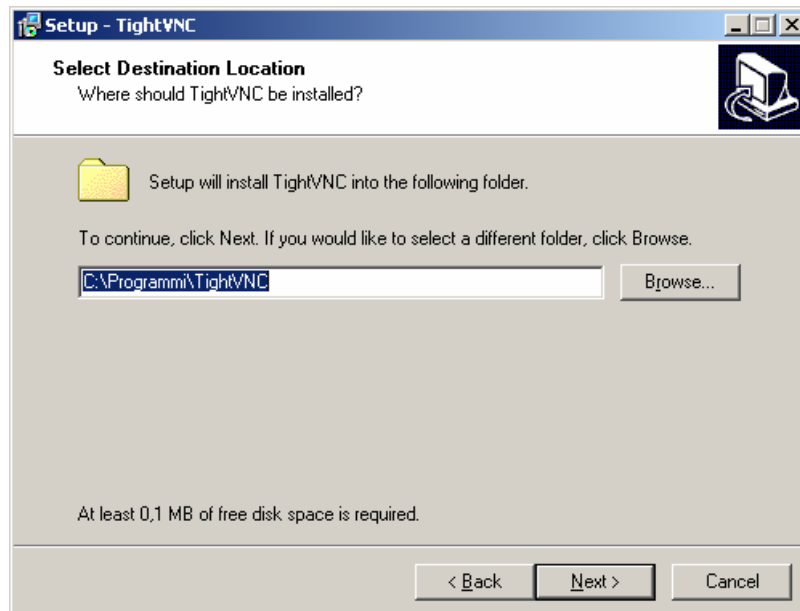 Setup - TightVNC
Select Destination Location
Where should TightVNC be installed?
Setup will install TightVNC into the following folder.
To continue, click Next. If you would like to select a different folder, click Browse.
C:\Programmi\TightVNC
Browse...
At least 0,1 MB of free disk space is required.
< Back
Next >
Cancel